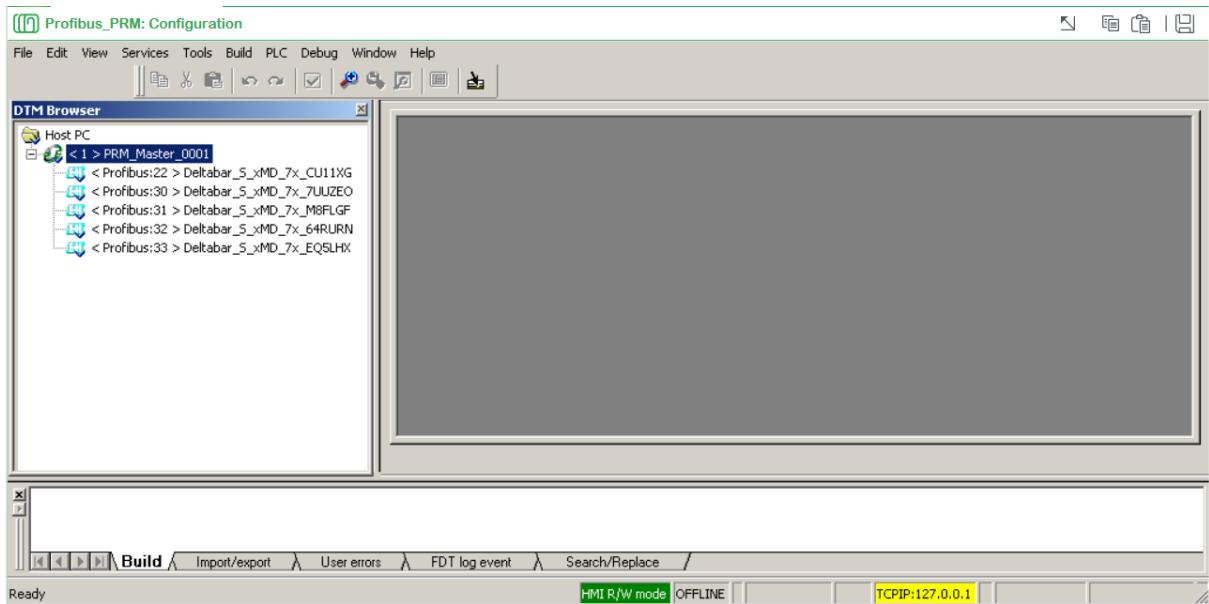 Profibus_PRM: Configuration
File Edit View Services Tools Build PLC Debug Window Help
DTM Browser
Host PC
< 1 > PRM_Master_0001
< Profibus:22 > Deltabar_S_xMD_7x_CU11XG
< Profibus:30 > Deltabar_S_xMD_7x_7UUZEO
< Profibus:31 > Deltabar_S_xMD_7x_M8FLGF
< Profibus:32 > Deltabar_S_xMD_7x_64RURN
< Profibus:33 > Deltabar_S_xMD_7x_EQ5LHX
Build Import/export User errors FDT log event Search/Replace
Ready HMI R/W mode OFFLINE TCPIP:127.0.0.1